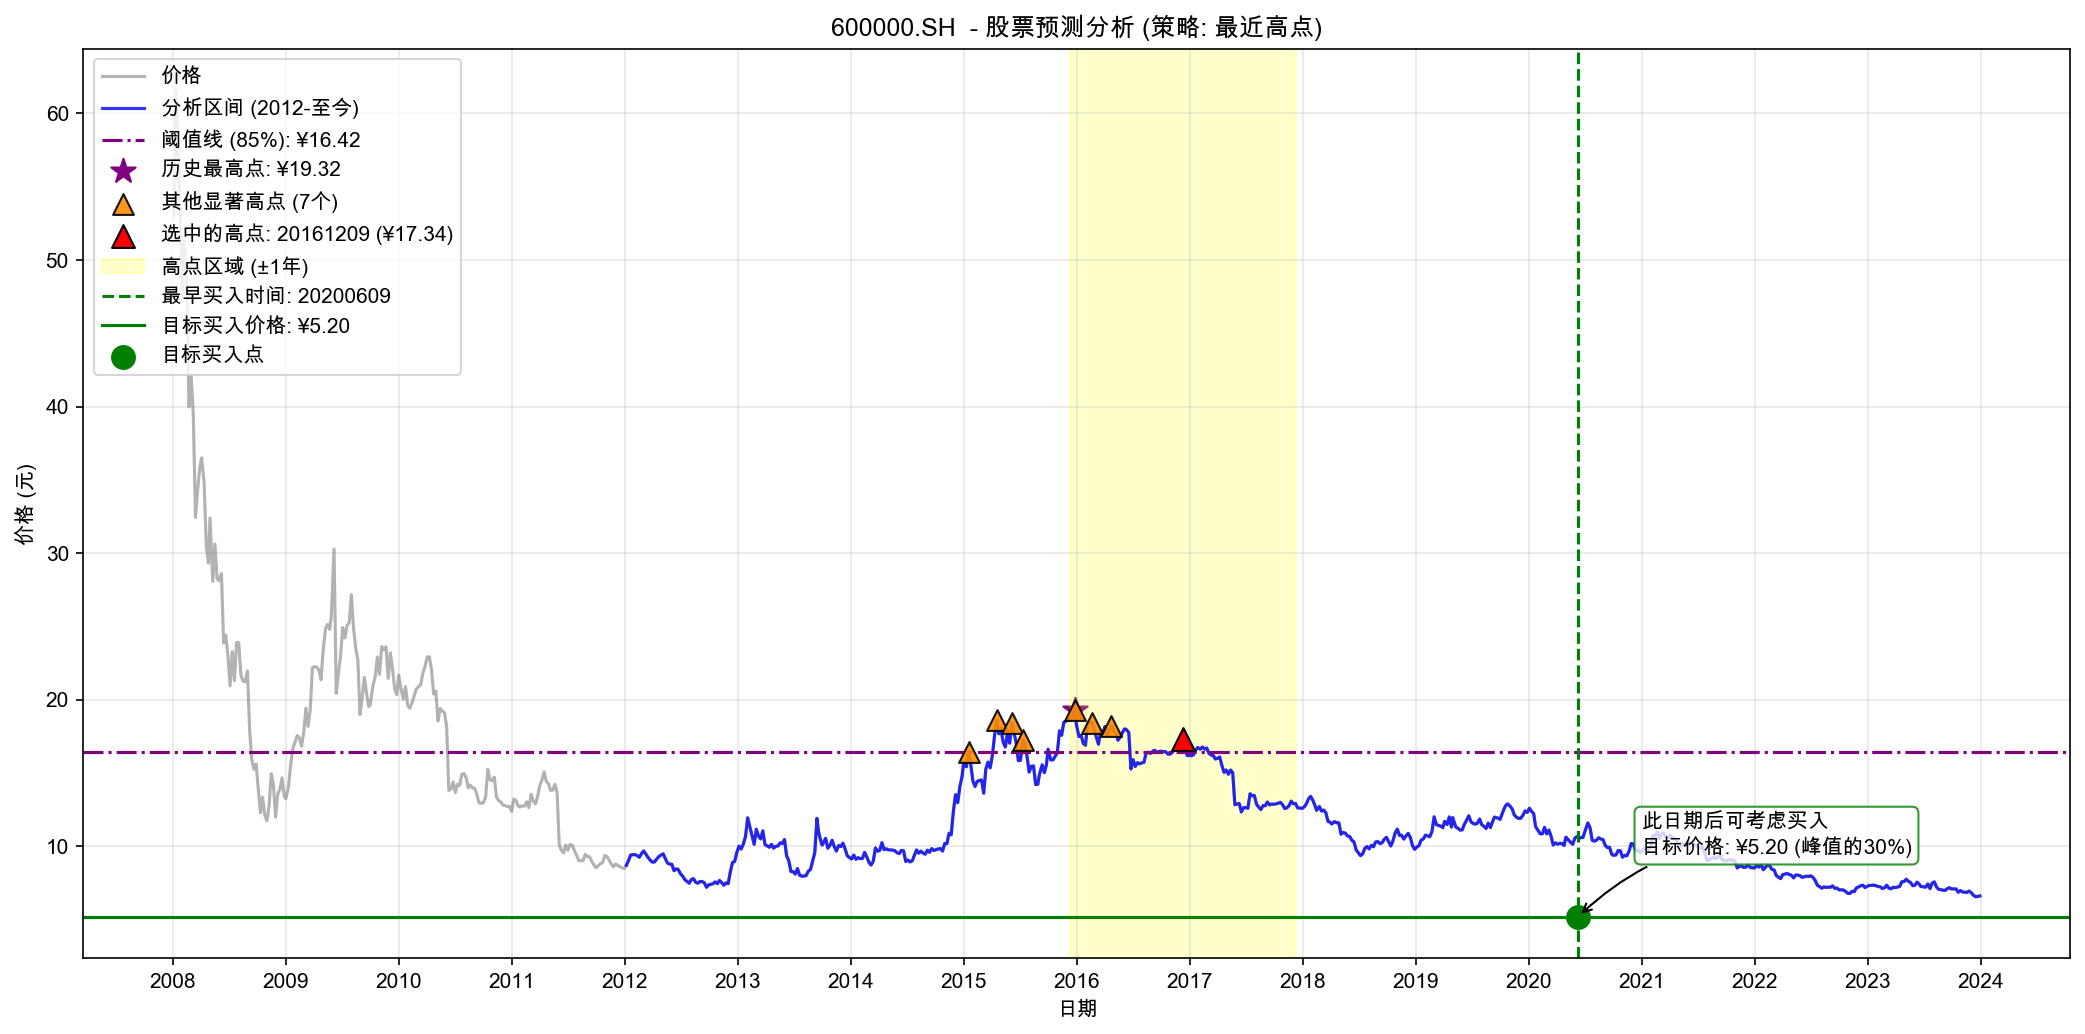 600000.SH - 股票预测分析 (策略: 最近高点)
价格
分析区间 (2012-至今)
阈值线 (85%): ¥16.42
历史最高点: ¥19.32
其他显著高点 (7个)
选中的高点: 20161209 (¥17.34)
高点区域 (±1年)
最早买入时间: 20200609
目标买入价格: ¥5.20
目标买入点
60
50
40
30
20
10
价格 (元)
此日期后可考虑买入
目标价格: ¥5.20 (峰值的30%)
2008 2009 2010 2011 2012 2013 2014 2015 2016 2017 2018 2019 2020 2021 2022 2023 2024
日期